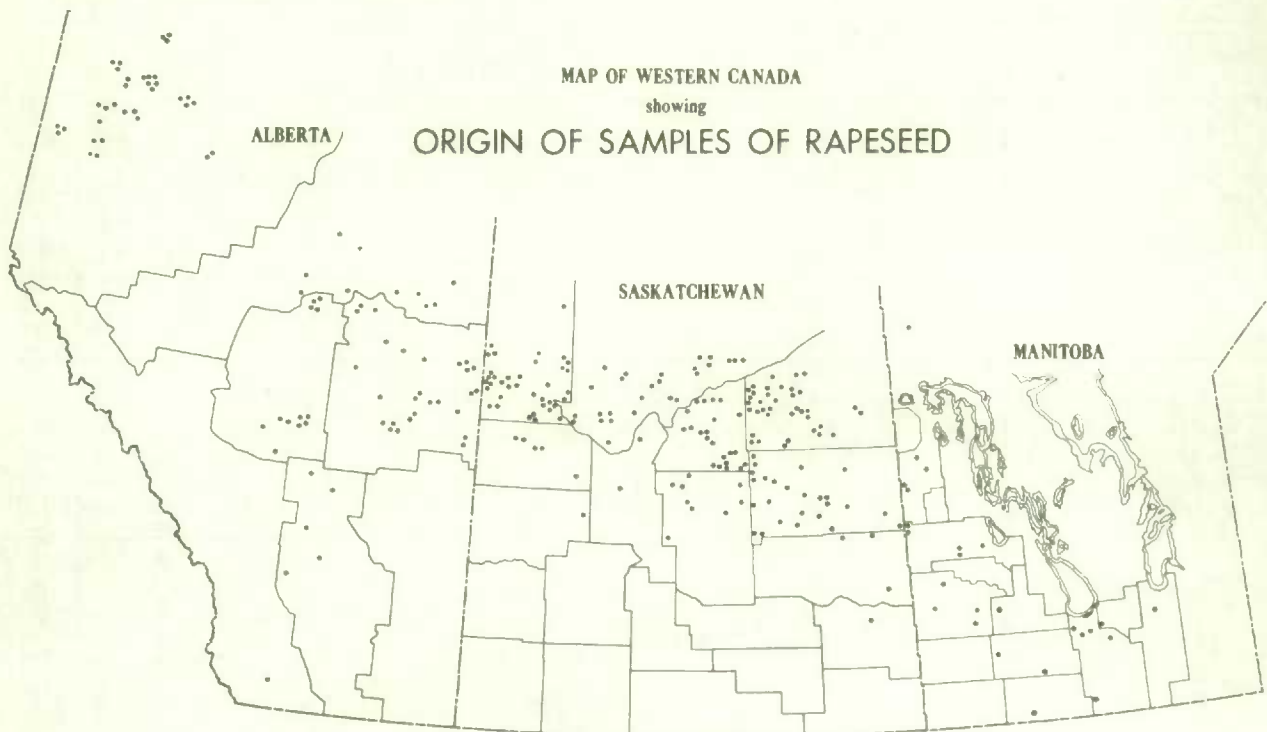 MAP OF WESTERN CANADA
showing
ORIGIN OF SAMPLES OF RAPESEED
ALBERTA
SASKATCHEWAN
MANITOBA